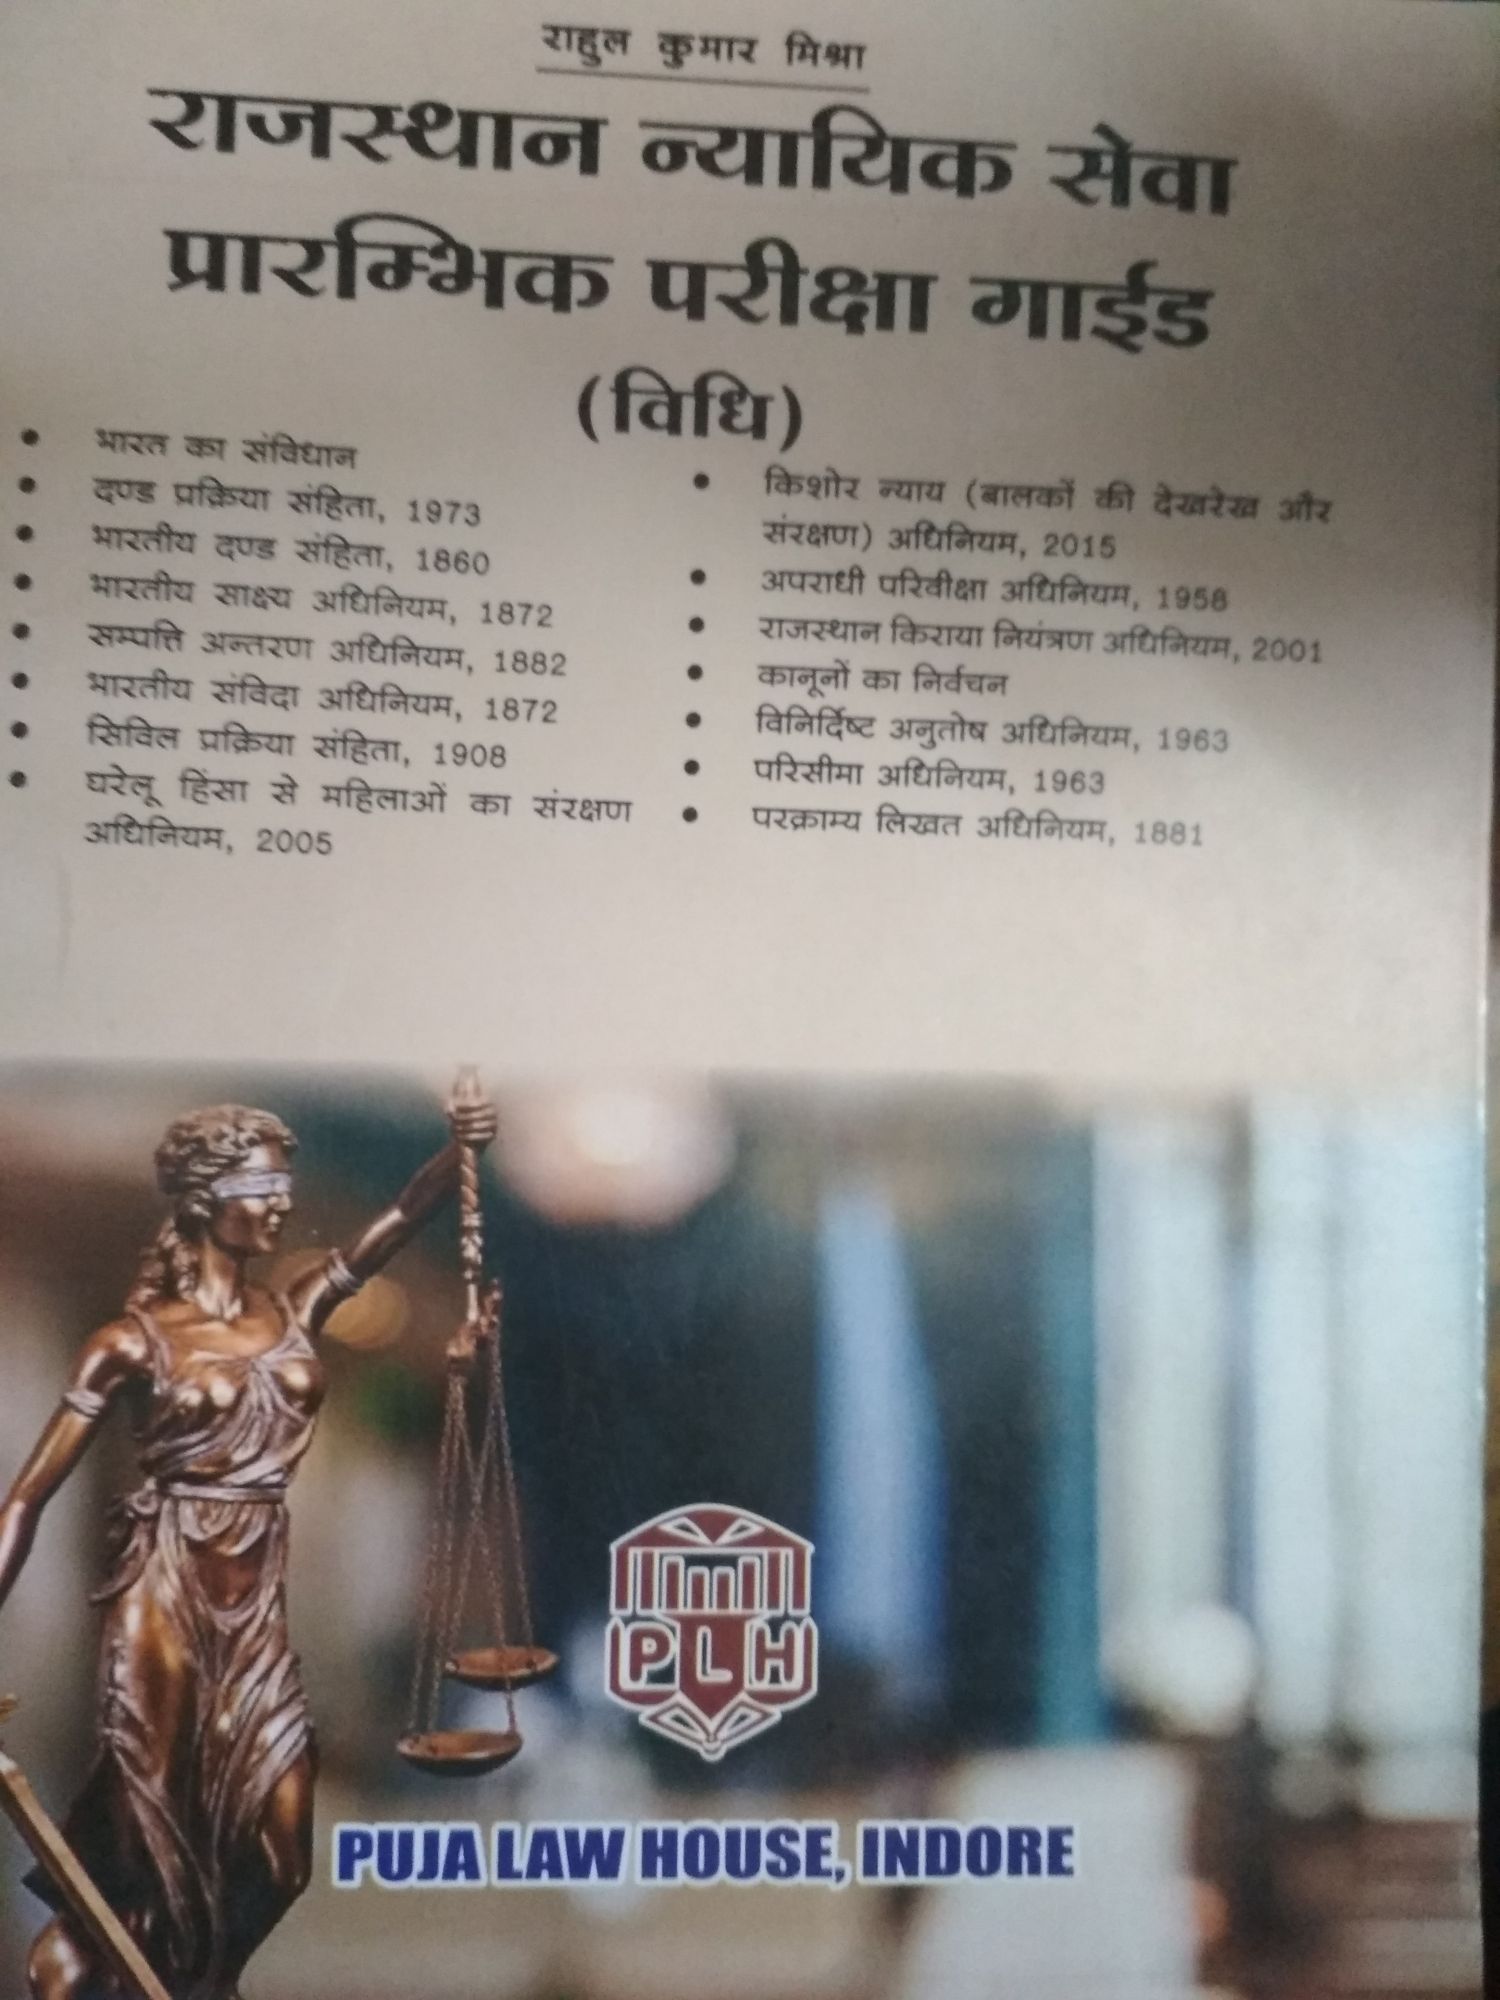 राहुल कुमार मिश्रा
राजस्थान न्यायिक सेवा
प्रारम्भिक परीक्षा गाईड
(विधि)
• भारत का संविधान
• दण्ड प्रक्रिया संहिता, 1973
• भारतीय दण्ड संहिता, 1860
• भारतीय साक्ष्य अधिनियम, 1872
• सम्पत्ति अन्तरण अधिनियम, 1882
• भारतीय संविदा अधिनियम, 1872
• सिविल प्रक्रिया संहिता, 1908
• घरेलू हिंसा से महिलाओं का संरक्षण
अधिनियम, 2005
• किशोर न्याय (बालकों की देखरेख और
संरक्षण) अधिनियम, 2015
• अपराधी परिवीक्षा अधिनियम, 1958
• राजस्थान किराया नियंत्रण अधिनियम, 2001
• कानूनों का निर्वचन
• विनिर्दिष्ट अनुतोष अधिनियम, 1963
• परिसीमा अधिनियम, 1963
• परक्राम्य लिखत अधिनियम, 1881
PLH
PUJA LAW HOUSE, INDORE